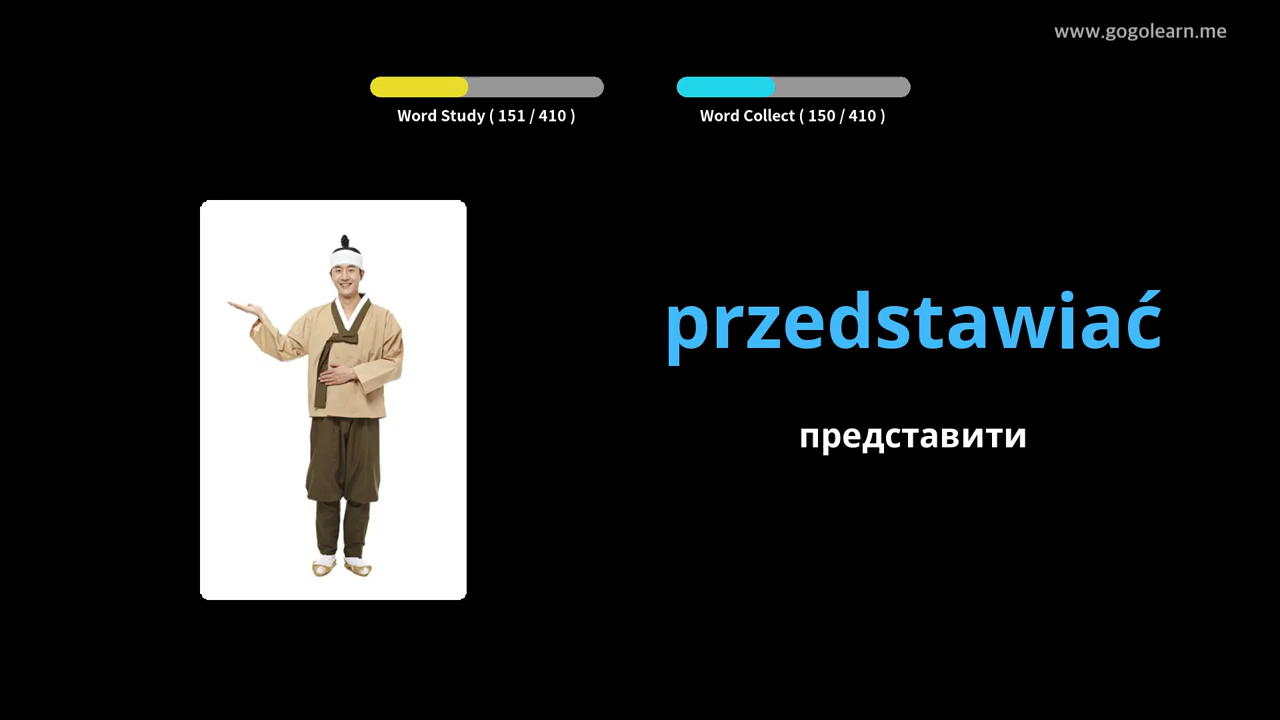 www.gogolearn.me
Word Study ( 151 / 410 )
Word Collect ( 150 / 410 )
przedstawiać
представити